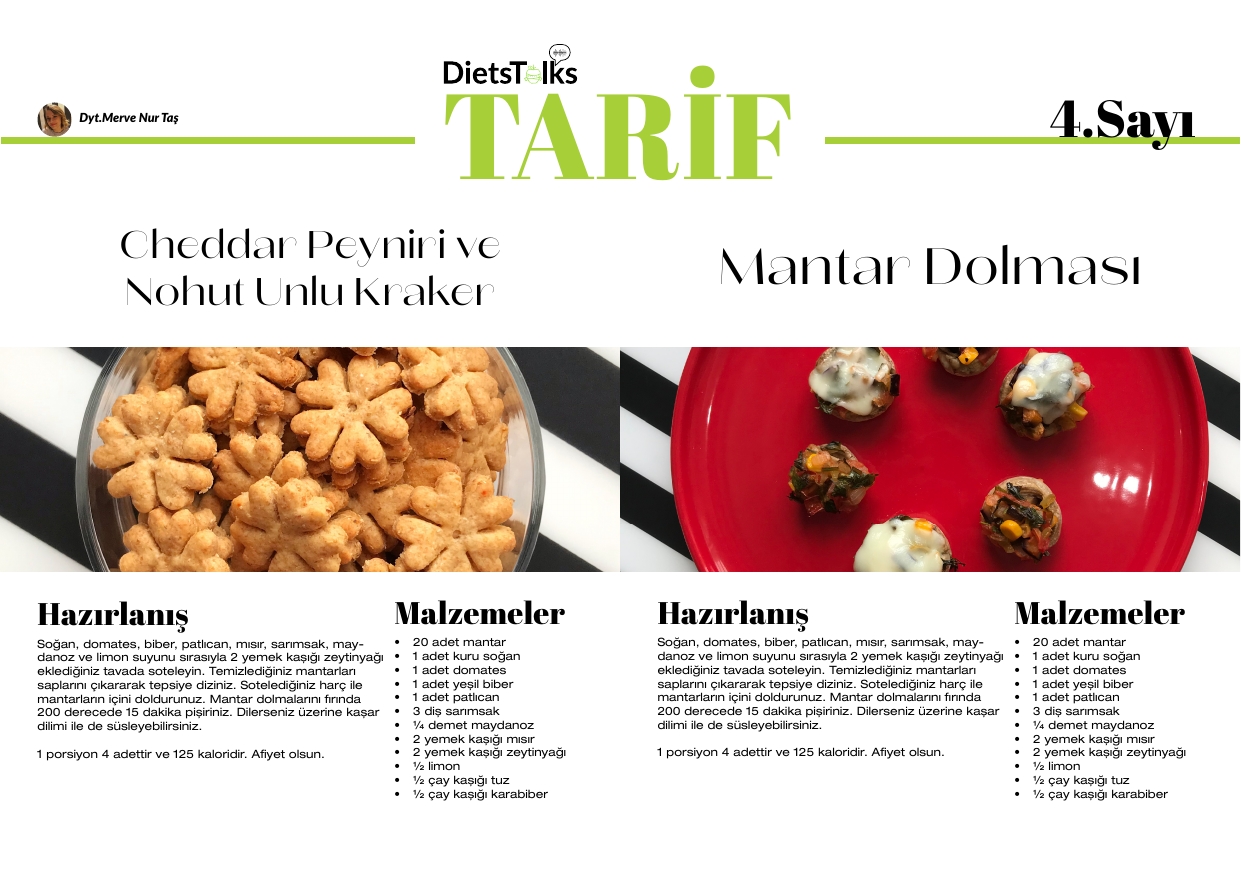 DietsTalks
TARİF
Dyt.Merve Nur Taş
4.Sayı
Cheddar Peyniri ve
Nohut Unlu Kraker
Hazırlanış
Soğan, domates, biber, patlıcan, mısır, sarımsak, may-
danoz ve limon suyunu sırasıyla 2 yemek kaşığı zeytinyağı
eklediğiniz tavada soteleyin. Temizlediğiniz mantarları
saplarını çıkararak tepsiye diziniz. Sotelediğiniz harç ile
mantarların içini doldurunuz. Mantar dolmalarını fırında
200 derecede 15 dakika pişiriniz. Dilerseniz üzerine kaşar
dilimi ile de süsleyebilirsiniz.
1 porsiyon 4 adettir ve 125 kaloridir. Afiyet olsun.
Malzemeler
• 20 adet mantar
• 1 adet kuru soğan
• 1 adet domates
• 1 adet yeşil biber
• 1 adet patlıcan
• 3 diş sarımsak
• ¼ demet maydanoz
• 2 yemek kaşığı mısır
• 2 yemek kaşığı zeytinyağı
• ½ limon
• ½ çay kaşığı tuz
• ½ çay kaşığı karabiber
Mantar Dolması
Hazırlanış
Soğan, domates, biber, patlıcan, mısır, sarımsak, may-
danoz ve limon suyunu sırasıyla 2 yemek kaşığı zeytinyağı
eklediğiniz tavada soteleyin. Temizlediğiniz mantarları
saplarını çıkararak tepsiye diziniz. Sotelediğiniz harç ile
mantarların içini doldurunuz. Mantar dolmalarını fırında
200 derecede 15 dakika pişiriniz. Dilerseniz üzerine kaşar
dilimi ile de süsleyebilirsiniz.
1 porsiyon 4 adettir ve 125 kaloridir. Afiyet olsun.
Malzemeler
• 20 adet mantar
• 1 adet kuru soğan
• 1 adet domates
• 1 adet yeşil biber
• 1 adet patlıcan
• 3 diş sarımsak
• ¼ demet maydanoz
• 2 yemek kaşığı mısır
• 2 yemek kaşığı zeytinyağı
• ½ limon
• ½ çay kaşığı tuz
• ½ çay kaşığı karabiber